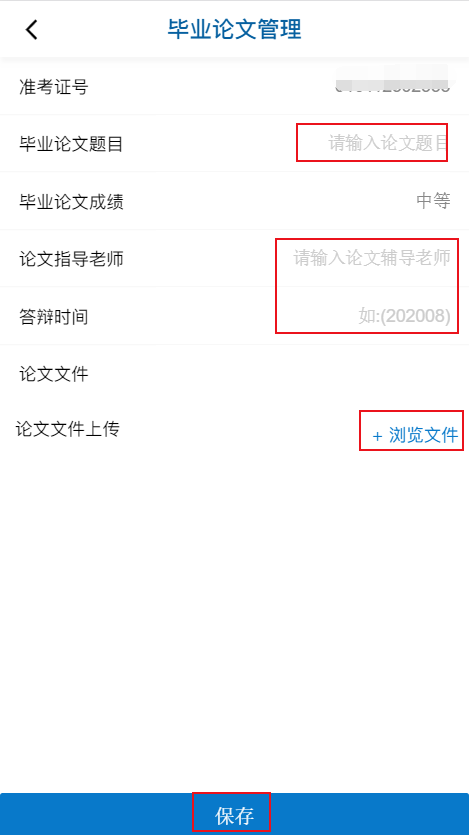 毕业论文管理
准考证号
毕业论文题目 请输入论文题目
毕业论文成绩 中等
论文指导老师 请输入论文辅导老师
答辩时间 如:(202008)
论文文件
论文文件上传 + 浏览文件
保存